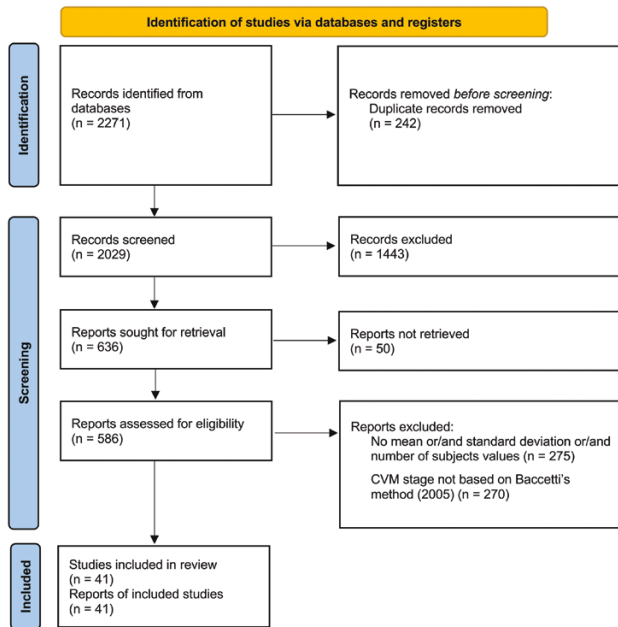 Identification of studies via databases and registers
Identification
Records identified from
databases
(n = 2271)
Records removed before screening:
Duplicate records removed
(n = 242)
Screening
Records screened
(n = 2029)
Records excluded
(n = 1443)
Reports sought for retrieval
(n = 636)
Reports not retrieved
(n = 50)
Reports assessed for eligibility
(n = 586)
Reports excluded:
No mean or/and standard deviation or/and
number of subjects values (n = 275)
CVM stage not based on Baccetti's
method (2005) (n = 270)
Included
Studies included in review
(n = 41)
Reports of included studies
(n = 41)